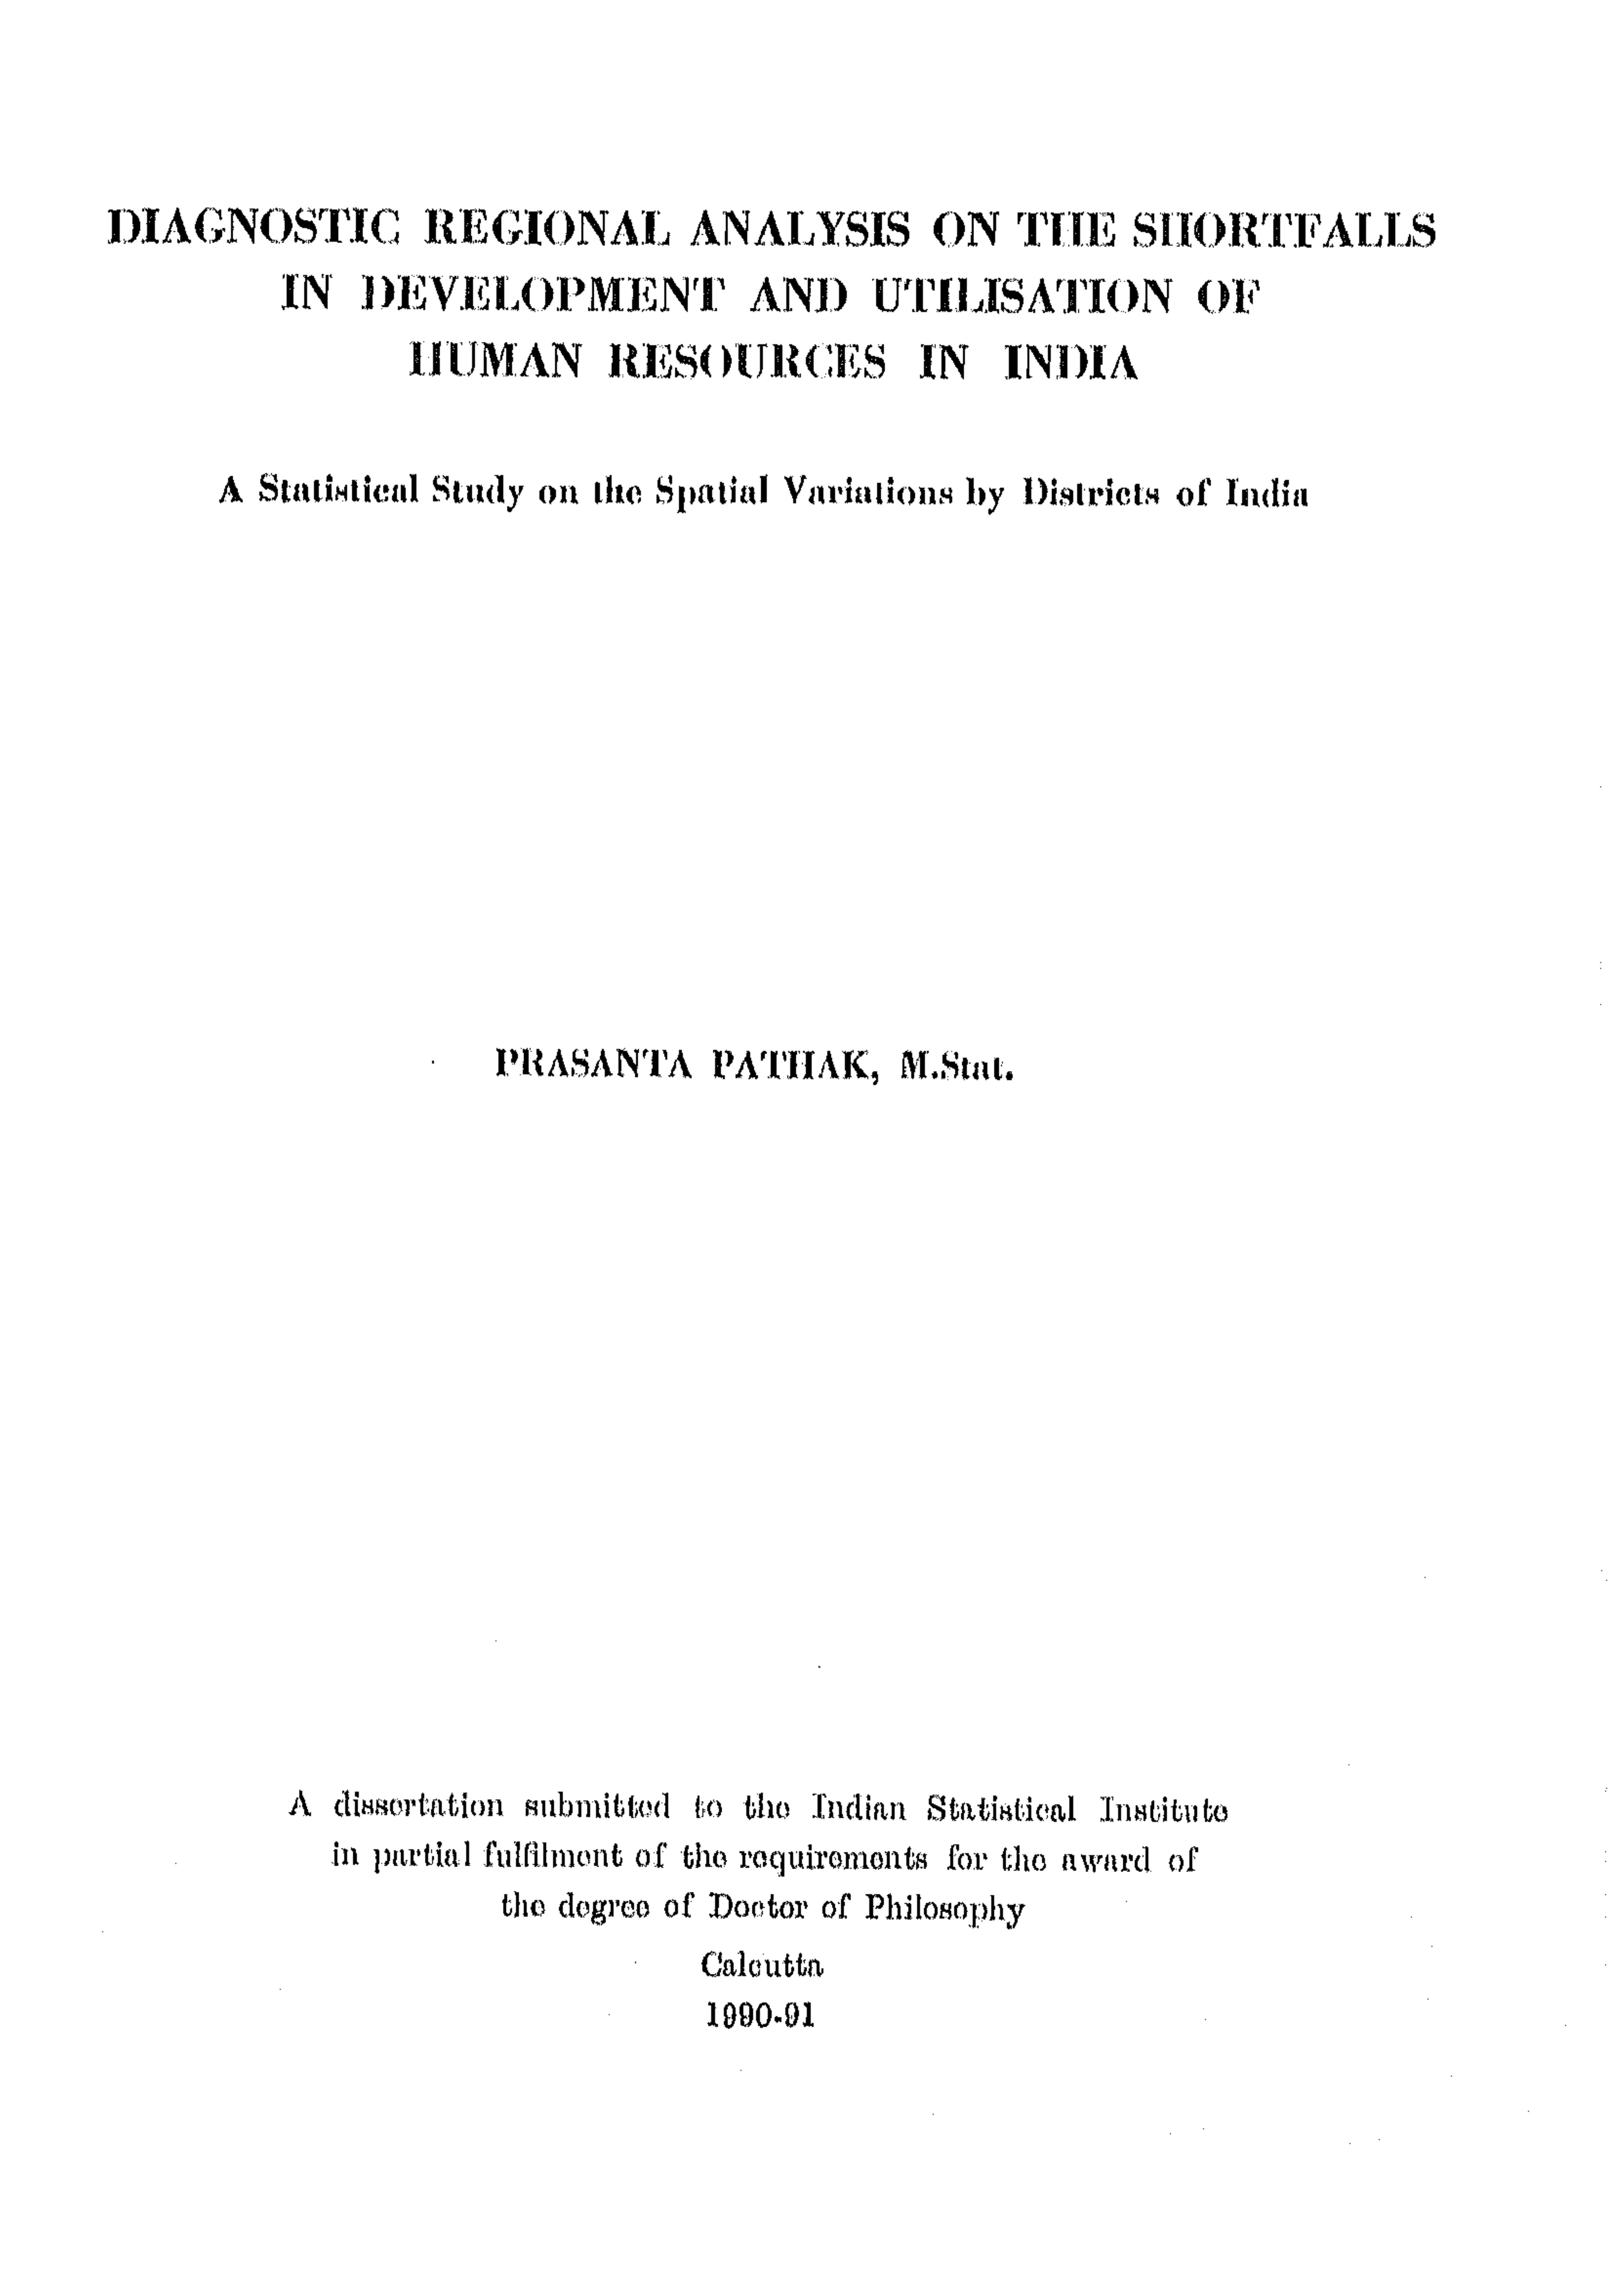 DIAGNOSTIC REGIONAL ANALYSIS ON THE SHORTFALLS
IN DEVELOPMENT AND UTILISATION OF
HUMAN RESOURCES IN INDIA
A Statistical Study on the Spatial Variations by Districts of India
PRASANTA PATHAK, M.Stat.
A dissertation submitted to the Indian Statistical Institute
in partial fulfilment of the requirements for the award of
the degree of Doctor of Philosophy
Calcutta
1990-91